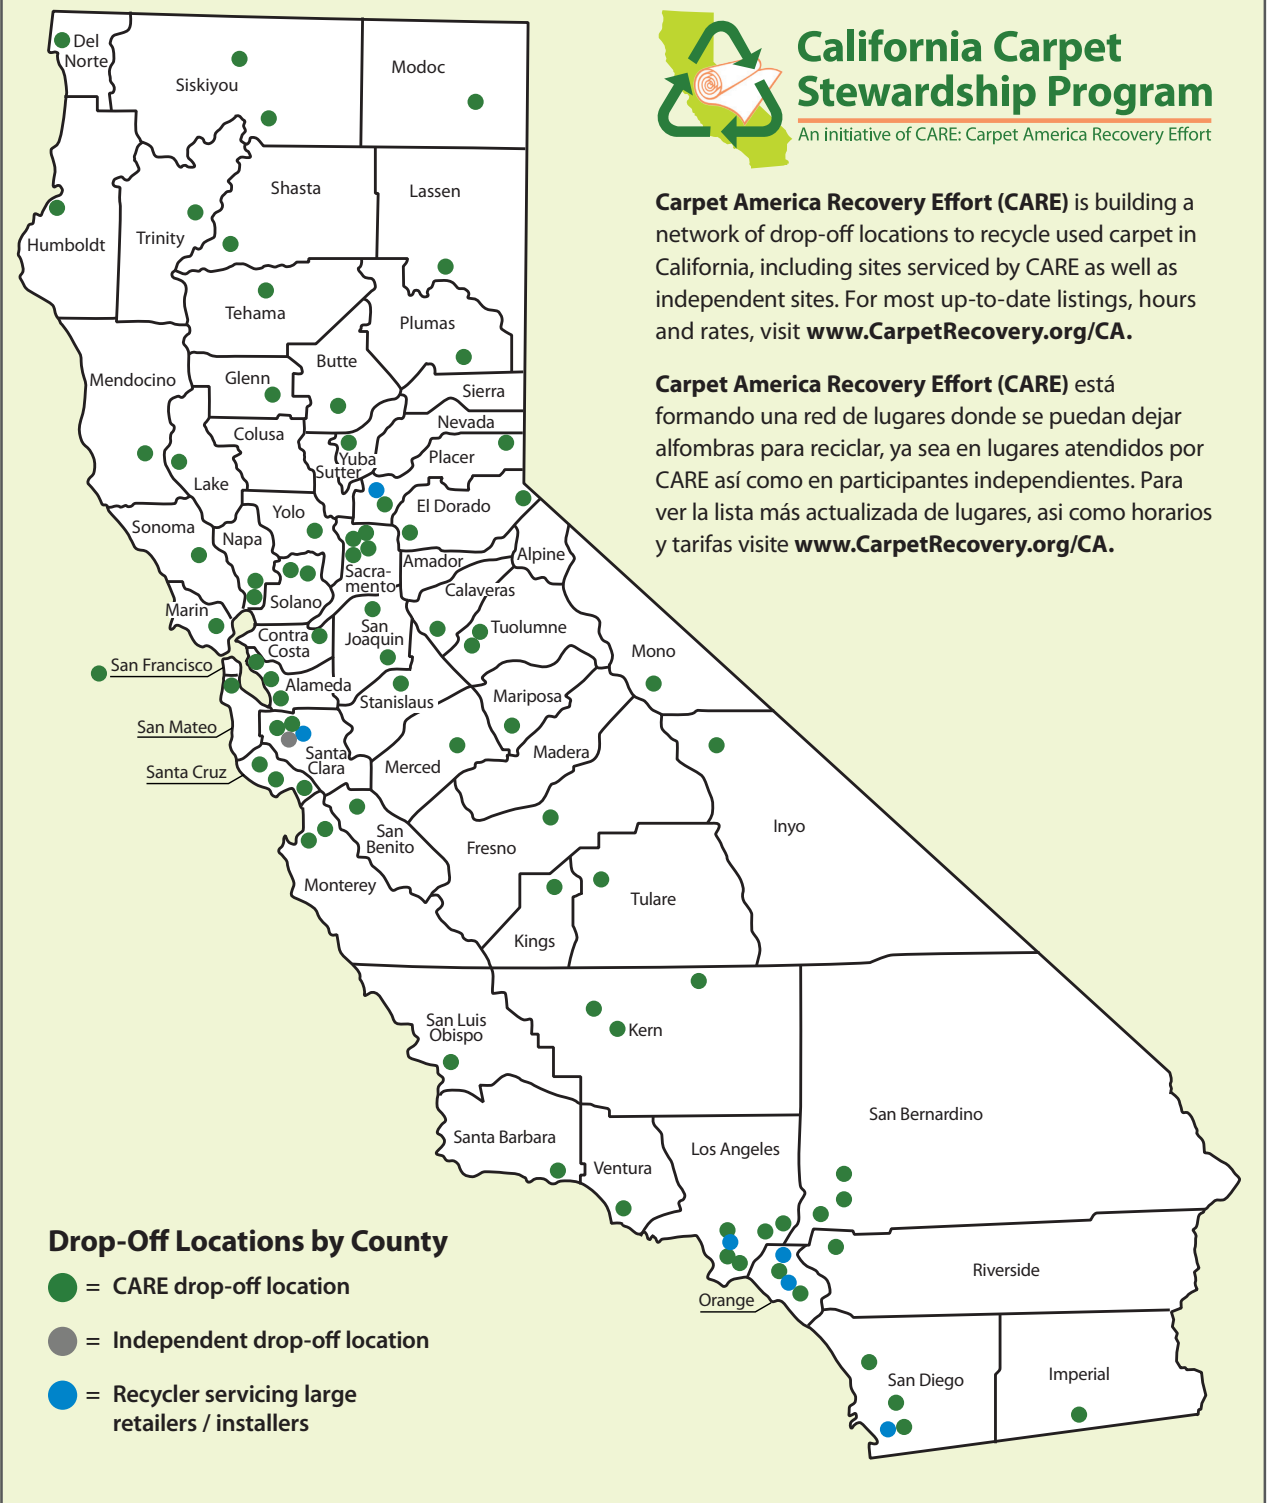 California Carpet
Stewardship Program
An initiative of CARE: Carpet America Recovery Effort
Carpet America Recovery Effort (CARE) is building a
network of drop-off locations to recycle used carpet in
California, including sites serviced by CARE as well as
independent sites. For most up-to-date listings, hours
and rates, visit www.CarpetRecovery.org/CA.
Carpet America Recovery Effort (CARE) está
formando una red de lugares donde se puedan dejar
alfombras para reciclar, ya sea en lugares atendidos por
CARE así como en participantes independientes. Para
ver la lista más actualizada de lugares, asi como horarios
y tarifas visite www.CarpetRecovery.org/CA.
Del
Norte
Siskiyou
Modoc
Shasta
Lassen
Humboldt
Trinity
Tehama
Plumas
Butte
Mendocino
Glenn
Sierra
Nevada
Colusa
Placer
Yuba
Sutter
Lake
El Dorado
Yolo
Sonoma
Napa
Alpine
Amador
Sacra-
mento
Calaveras
Solano
Marin
San
Joaquin
Tuolumne
Contra
Costa
Mono
San Francisco
Alameda
Mariposa
Stanislaus
San Mateo
Madera
Santa
Clara
Merced
Santa Cruz
Inyo
San
Benito
Fresno
Monterey
Tulare
Kings
San Luis
Obispo
Kern
San Bernardino
Santa Barbara
Los Angeles
Ventura
Riverside
Orange
San Diego
Imperial
Drop-Off Locations by County
= CARE drop-off location
= Independent drop-off location
= Recycler servicing large
retailers / installers